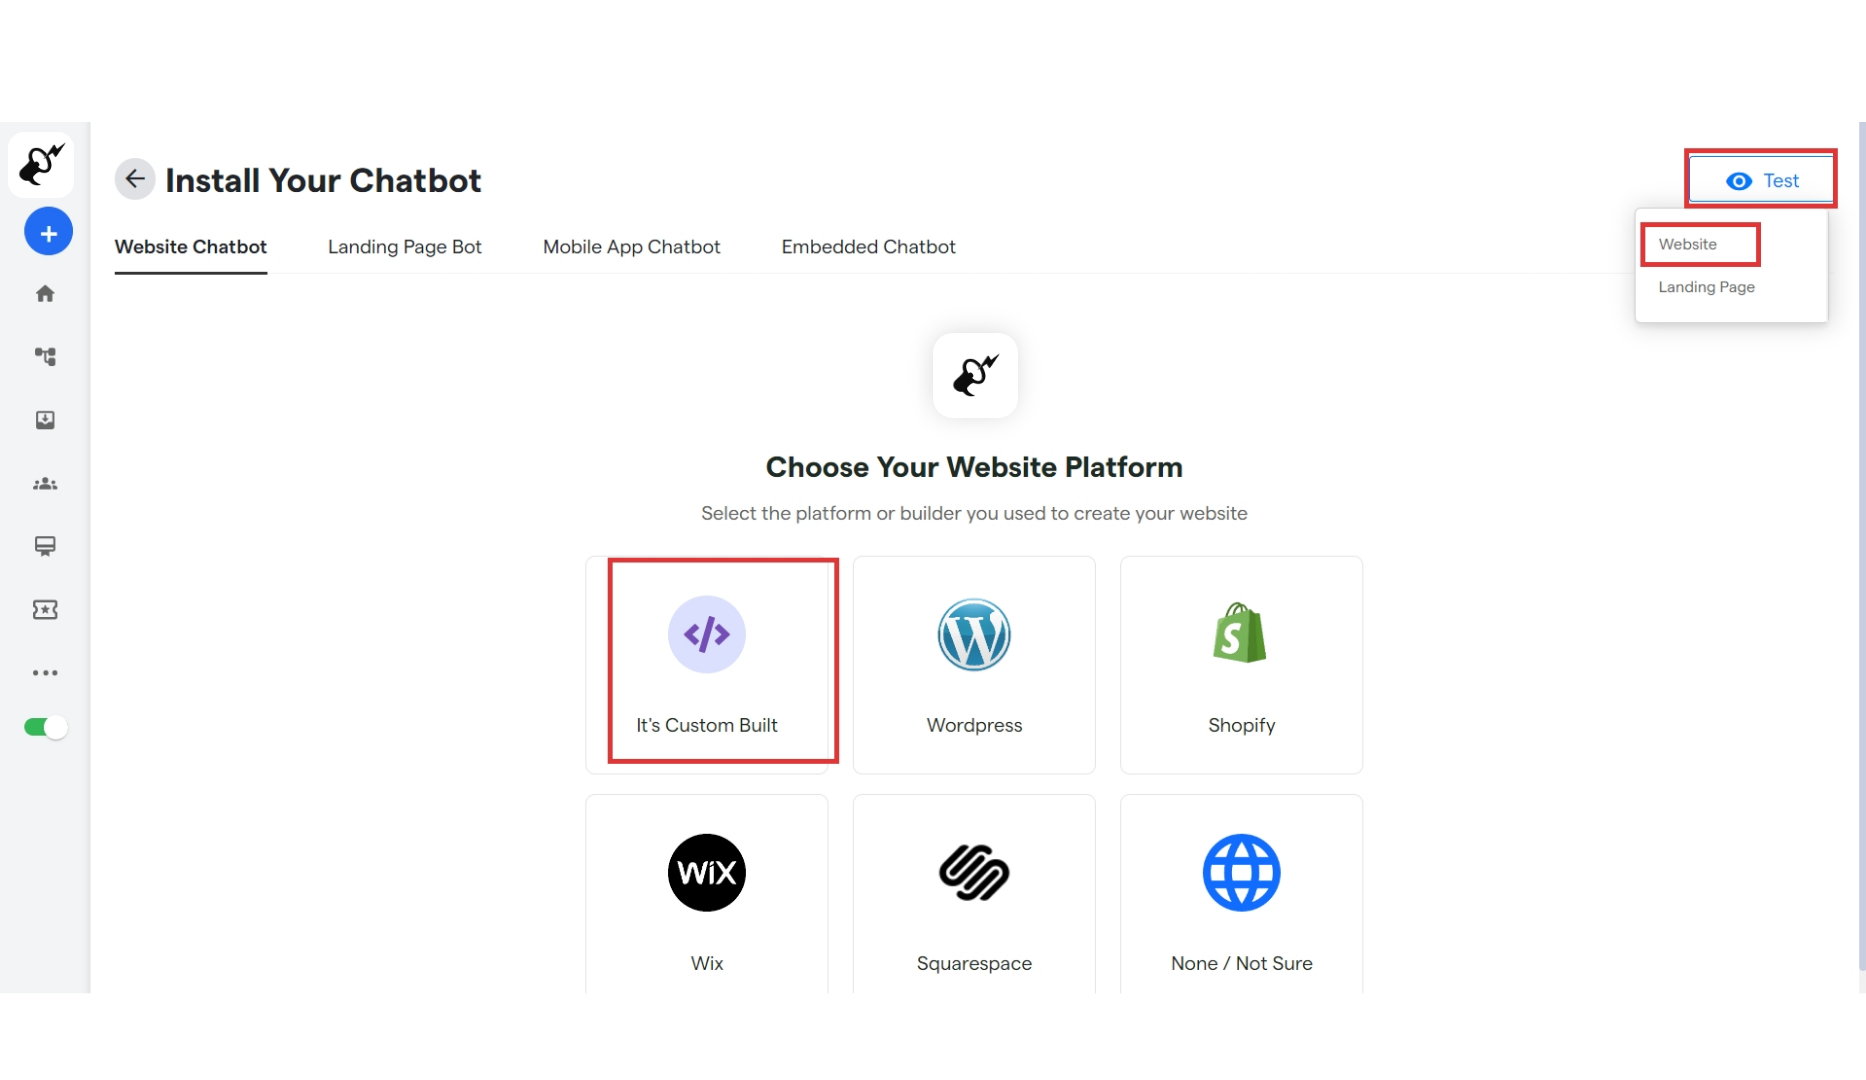 Install Your Chatbot
Test
Website Chatbot
Landing Page Bot
Mobile App Chatbot
Embedded Chatbot
Website
Landing Page
Choose Your Website Platform
Select the platform or builder you used to create your website
It's Custom Built
Wordpress
Shopify
WiX
Wix
Squarespace
None / Not Sure